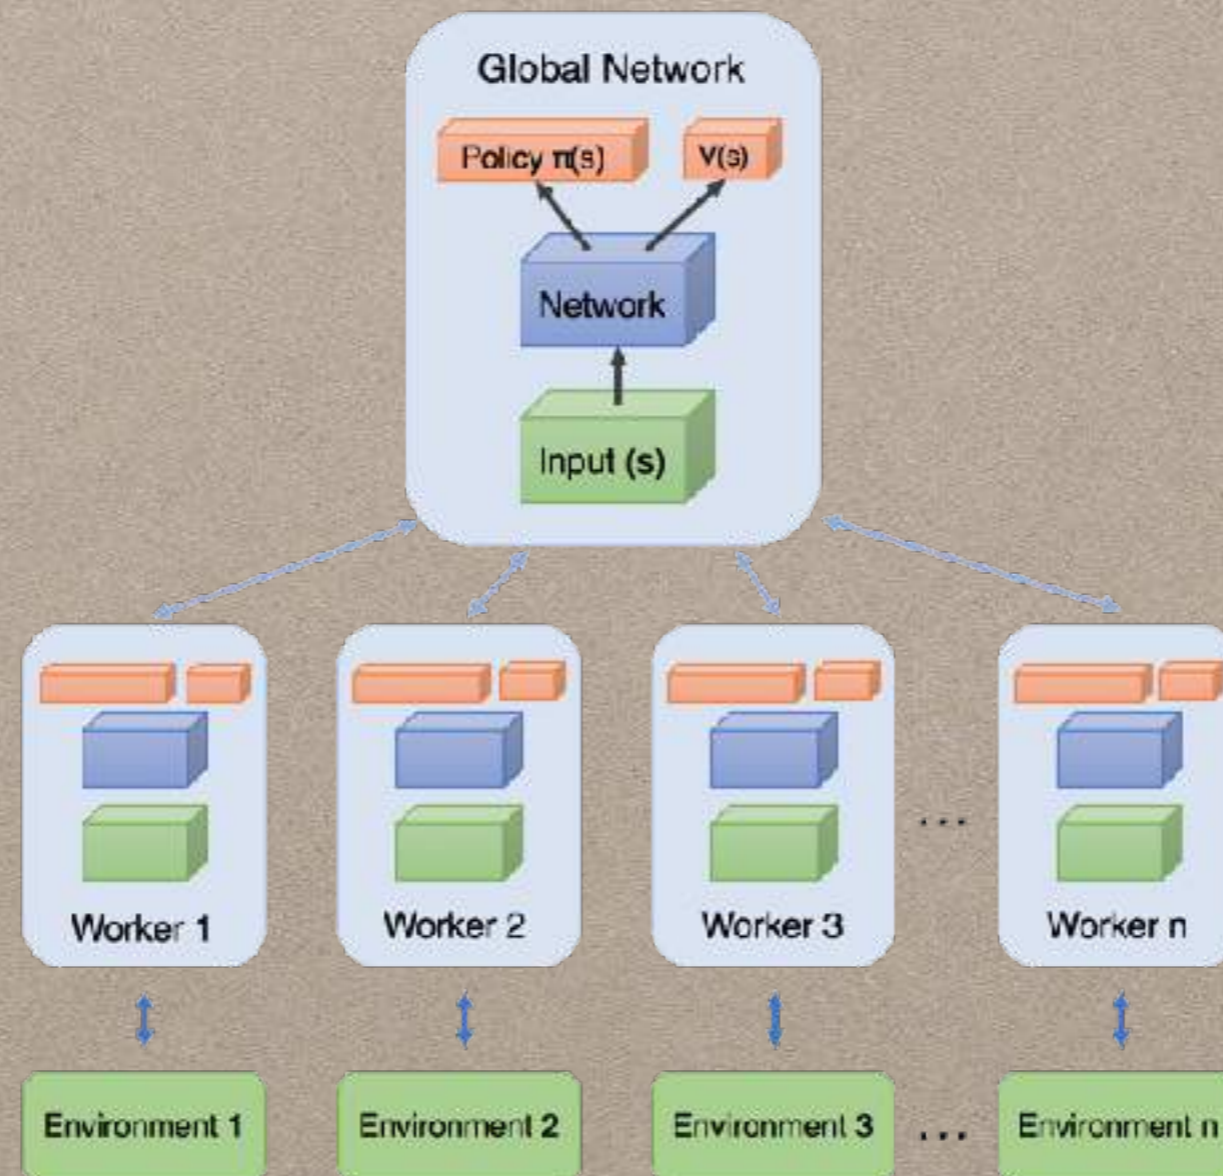 Global Network
Policy π(s)
V(s)
Network
Input (s)
...
Worker 1
Worker 2
Worker 3
Worker n
Environment 1
Environment 2
Environment 3
...
Environment n